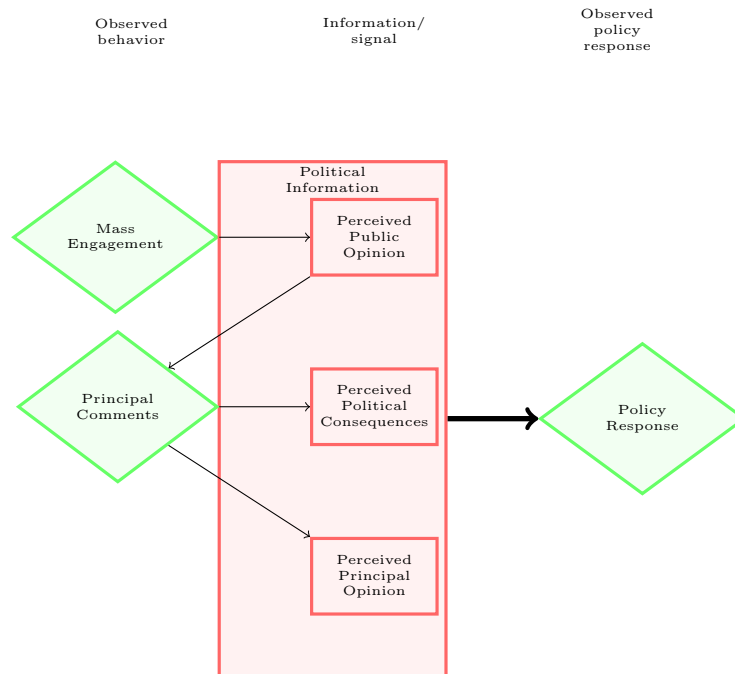 Observed
behavior
Information/
signal
Observed
policy
response
Political
Information
Mass
Engagement
Perceived
Public
Opinion
Principal
Comments
Perceived
Political
Consequences
Policy
Response
Perceived
Principal
Opinion